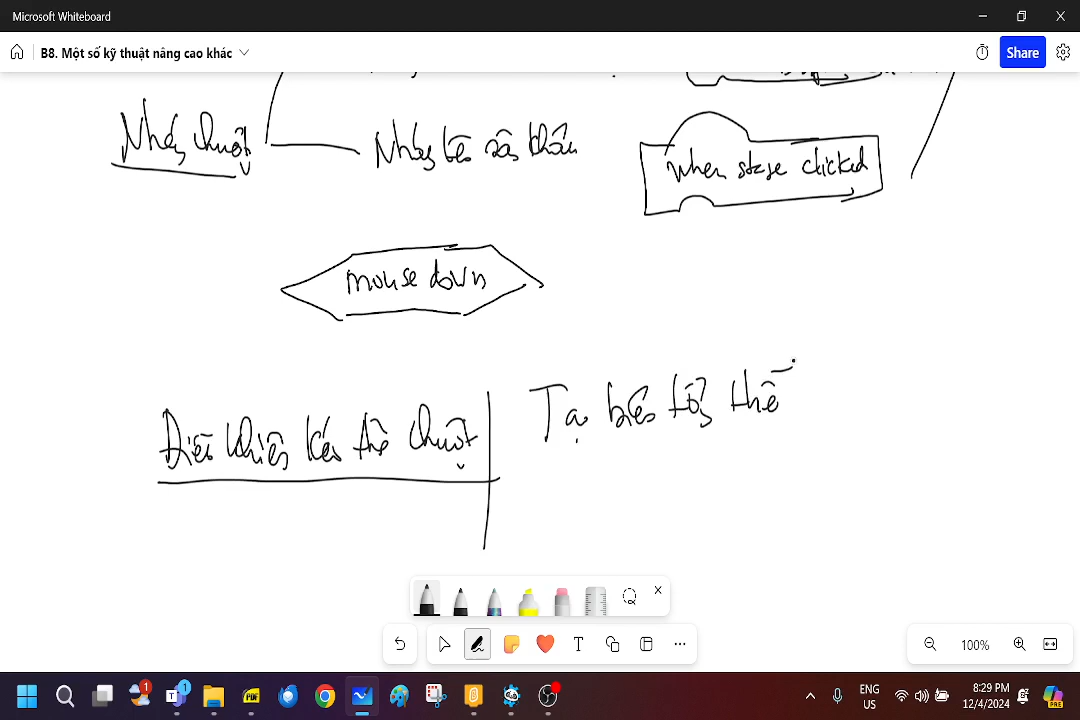 Microsoft Whiteboard
B8. Một số kỹ thuật nâng cao khác
Share
Nháy chuột
Nháy trên sân khấu
When stage clicked
mouse down
Điều khiển kéo thả chuột
Tạo biến tổng thể
100%
ENG
US
8:29 PM
12/4/2024